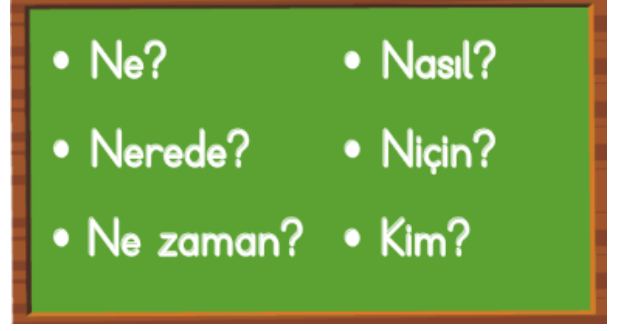 • Ne?
• Nerede?
• Ne zaman?
• Nasıl?
• Niçin?
• Kim?